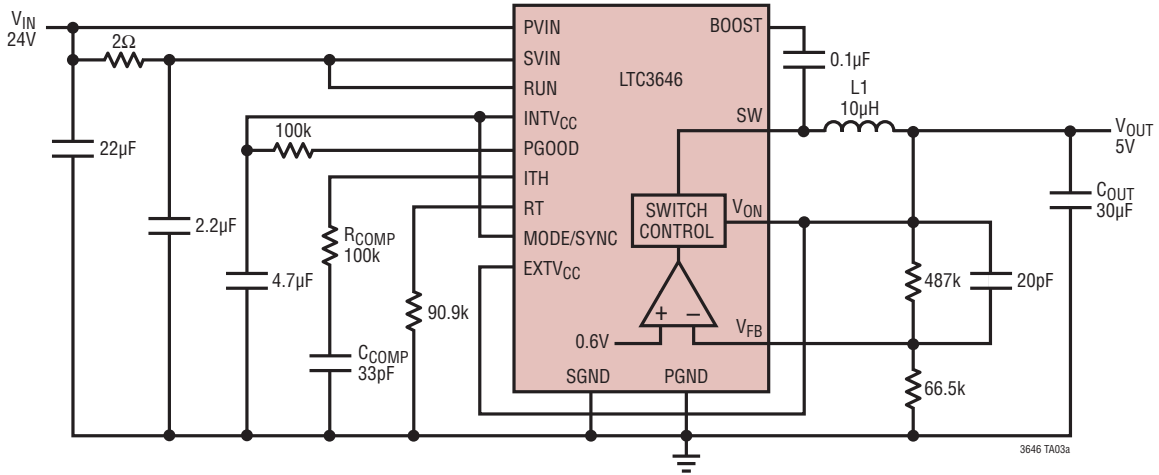 VIN
24V
2Ω
22µF
2.2µF
100k
4.7µF
RCOMP
100k
CCOMP
33pF
90.9k
PVIN
SVIN
RUN
INTVCC
PGOOD
ITH
RT
MODE/SYNC
EXTVCC
LTC3646
BOOST
SW
SWITCH
CONTROL
VON
+
–
0.6V
VFB
SGND
PGND
0.1µF
L1
10µH
VOUT
5V
COUT
30µF
487k
20pF
66.5k
3646 TA03a